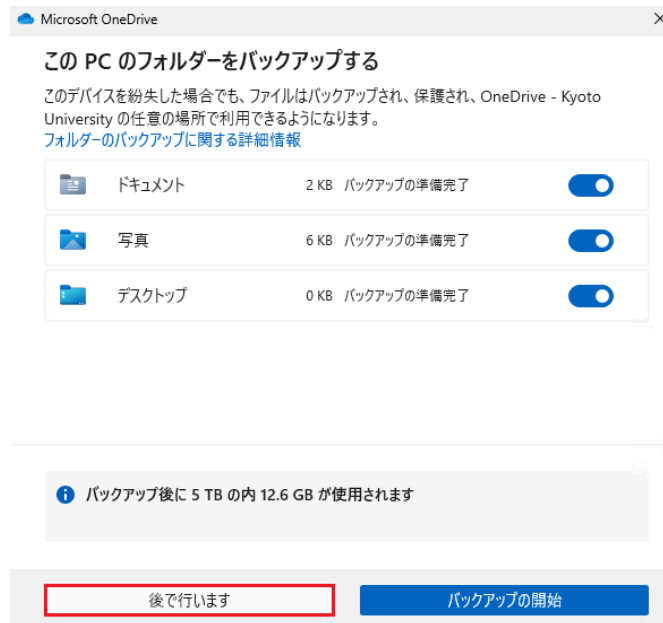 Microsoft OneDrive
この PC のフォルダーをバックアップする
このデバイスを紛失した場合でも、ファイルはバックアップされ、保護され、OneDrive - Kyoto
University の任意の場所で利用できるようになります。
フォルダーのバックアップに関する詳細情報
ドキュメント 2 KB バックアップの準備完了
写真 6 KB バックアップの準備完了
デスクトップ 0 KB バックアップの準備完了
バックアップ後に 5 TB の内 12.6 GB が使用されます
後で行います バックアップの開始